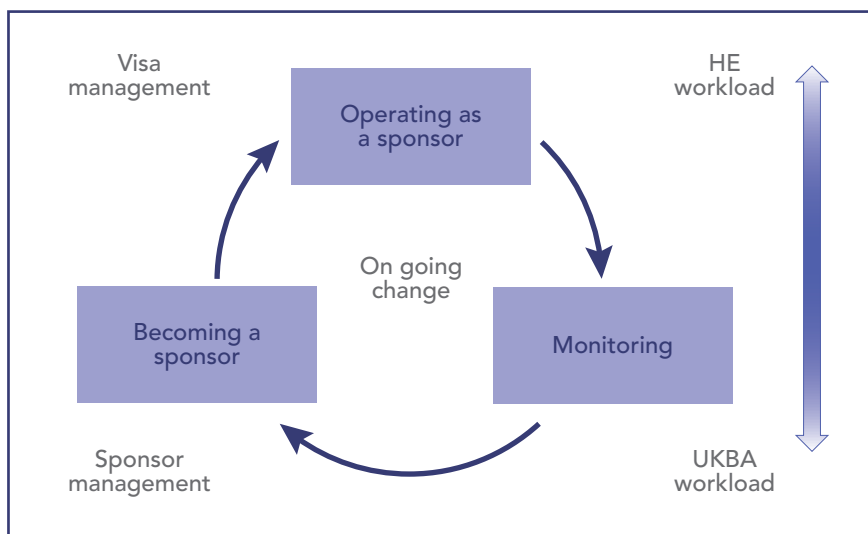 Visa
management
HE
workload
Operating as
a sponsor
On going
change
Becoming a
sponsor
Monitoring
Sponsor
management
UKBA
workload